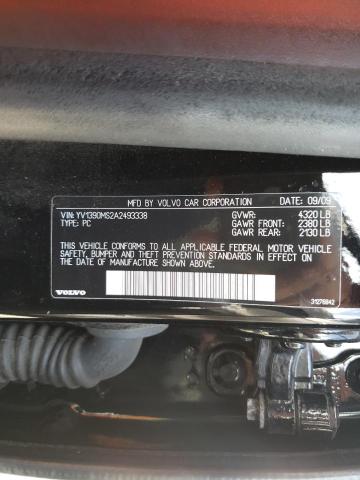 MFD BY VOLVO CAR CORPORATION DATE: 09/09
VIN: YV1390MS2A2493338 GVWR: 4320 LB
TYPE: PC GAWR FRONT: 2380 LB
GAWR REAR: 2130 LB
THIS CAR CONFORMS TO ALL APPLICABLE FEDERAL MOTOR VEHICLE
SAFETY, BUMPER AND THEFT PREVENTION STANDARDS IN EFFECT ON
THE DATE OF MANUFACTURE SHOWN ABOVE.
VOLVO 31276842